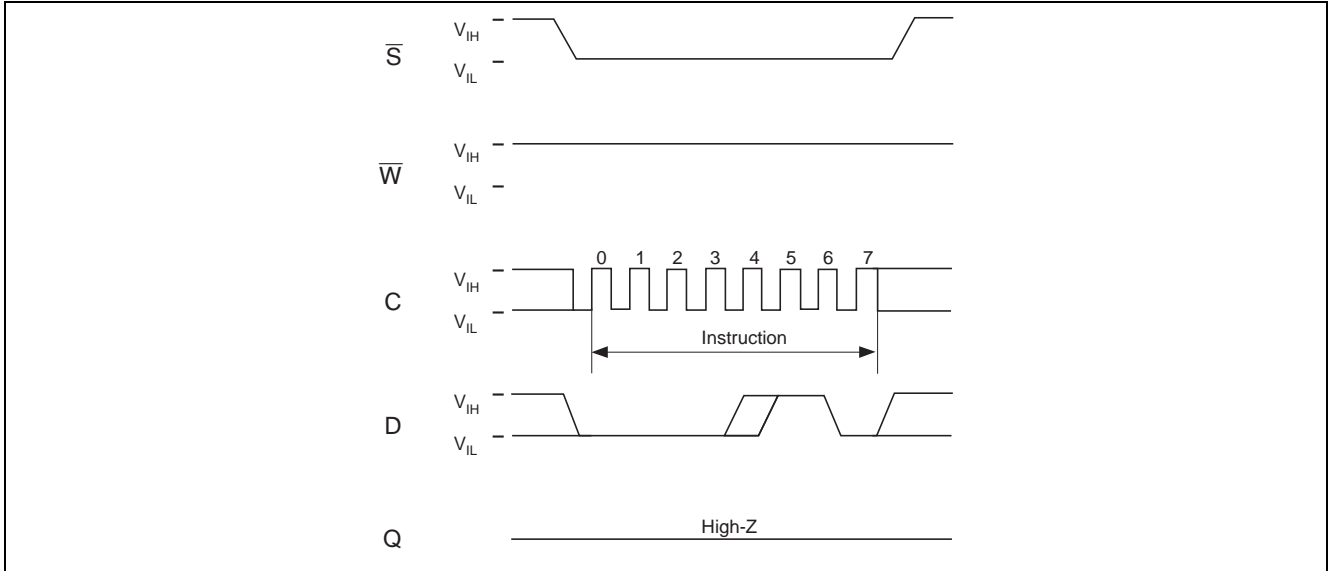 S̅
V_IH
V_IL
W̅
V_IH
V_IL
C
V_IH
V_IL
0 1 2 3 4 5 6 7
Instruction
D
V_IH
V_IL
Q
High-Z